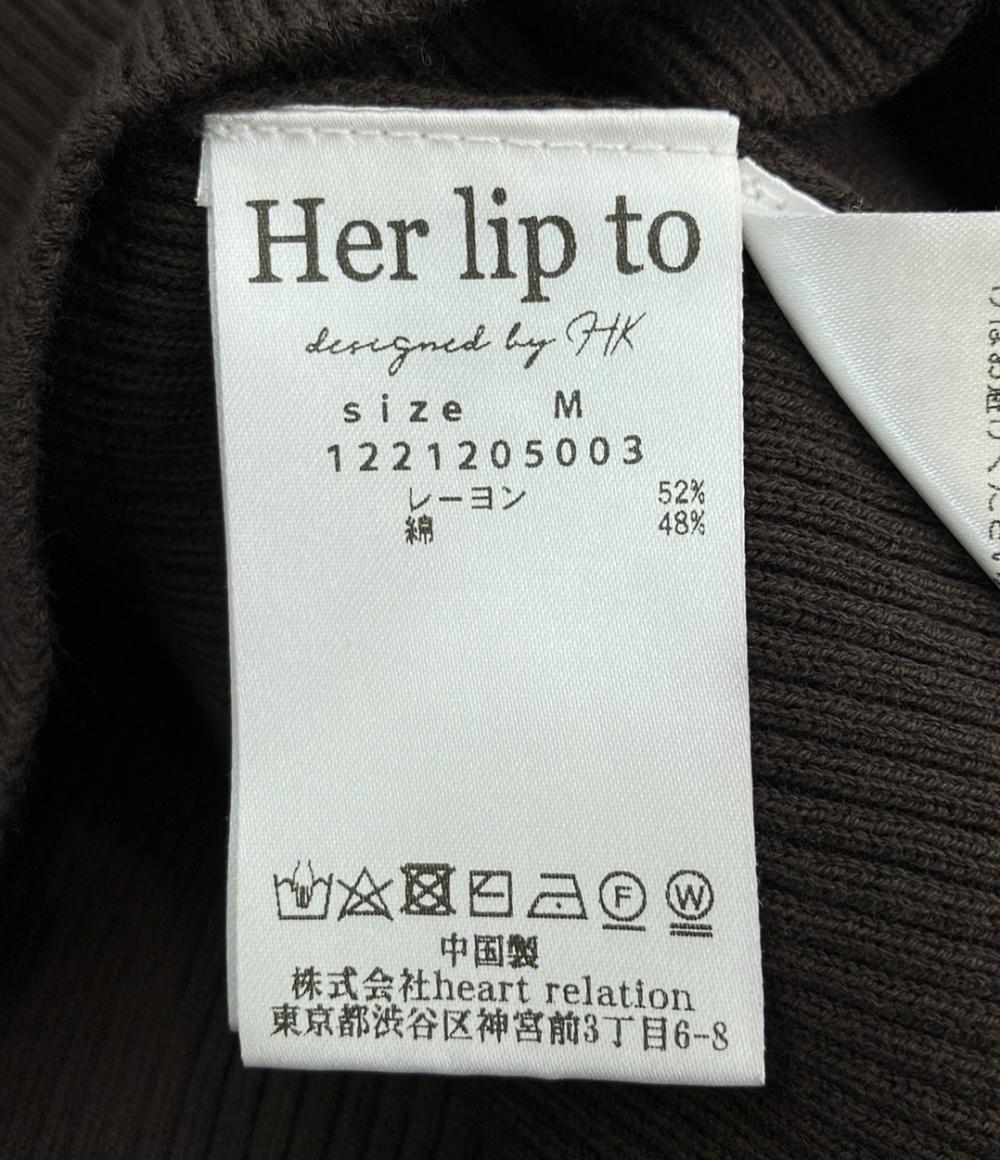 Her lip to
designed by HK
size M
1221205003
レーヨン 52%
綿 48%
F W
中国製
株式会社heart relation
東京都渋谷区神宮前3丁目6-8